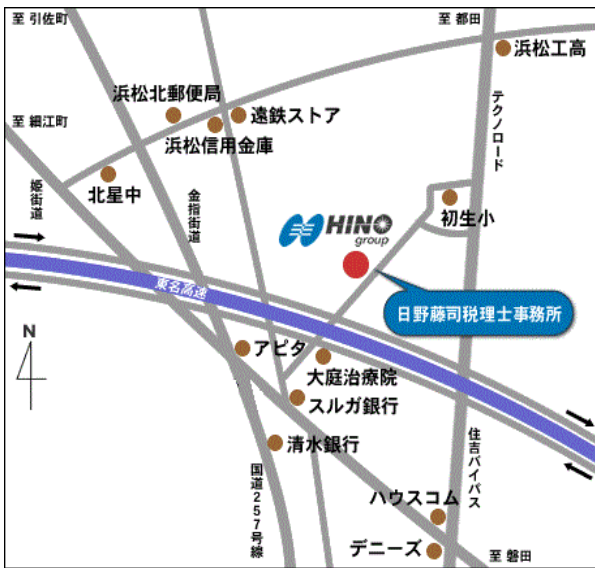 至 引佐町
至 都田
浜松工高
浜松北郵便局
遠鉄ストア
テクノロード
至 細江町
浜松信用金庫
北星中
姫街道
金指街道
初生小
HINO
group
東名高速
日野藤司税理士事務所
N
アピタ
大庭治療院
スルガ銀行
清水銀行
住吉バイパス
国道257号線
ハウスコム
デニーズ
至 磐田